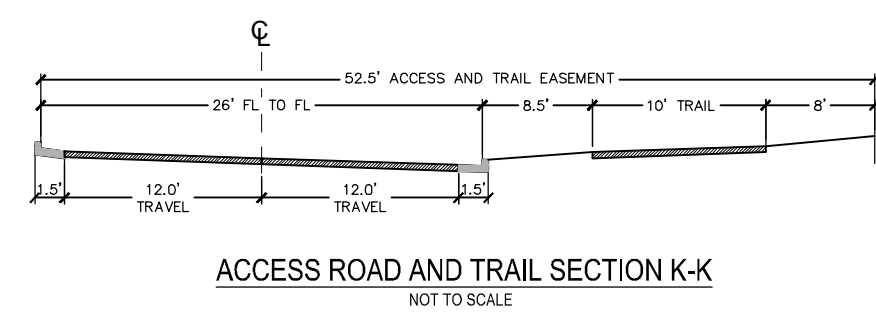 ℄
52.5' ACCESS AND TRAIL EASEMENT
26' FL TO FL 8.5' 10' TRAIL 8'
1.5' 12.0' 12.0' 1.5'
TRAVEL TRAVEL
ACCESS ROAD AND TRAIL SECTION K-K
NOT TO SCALE